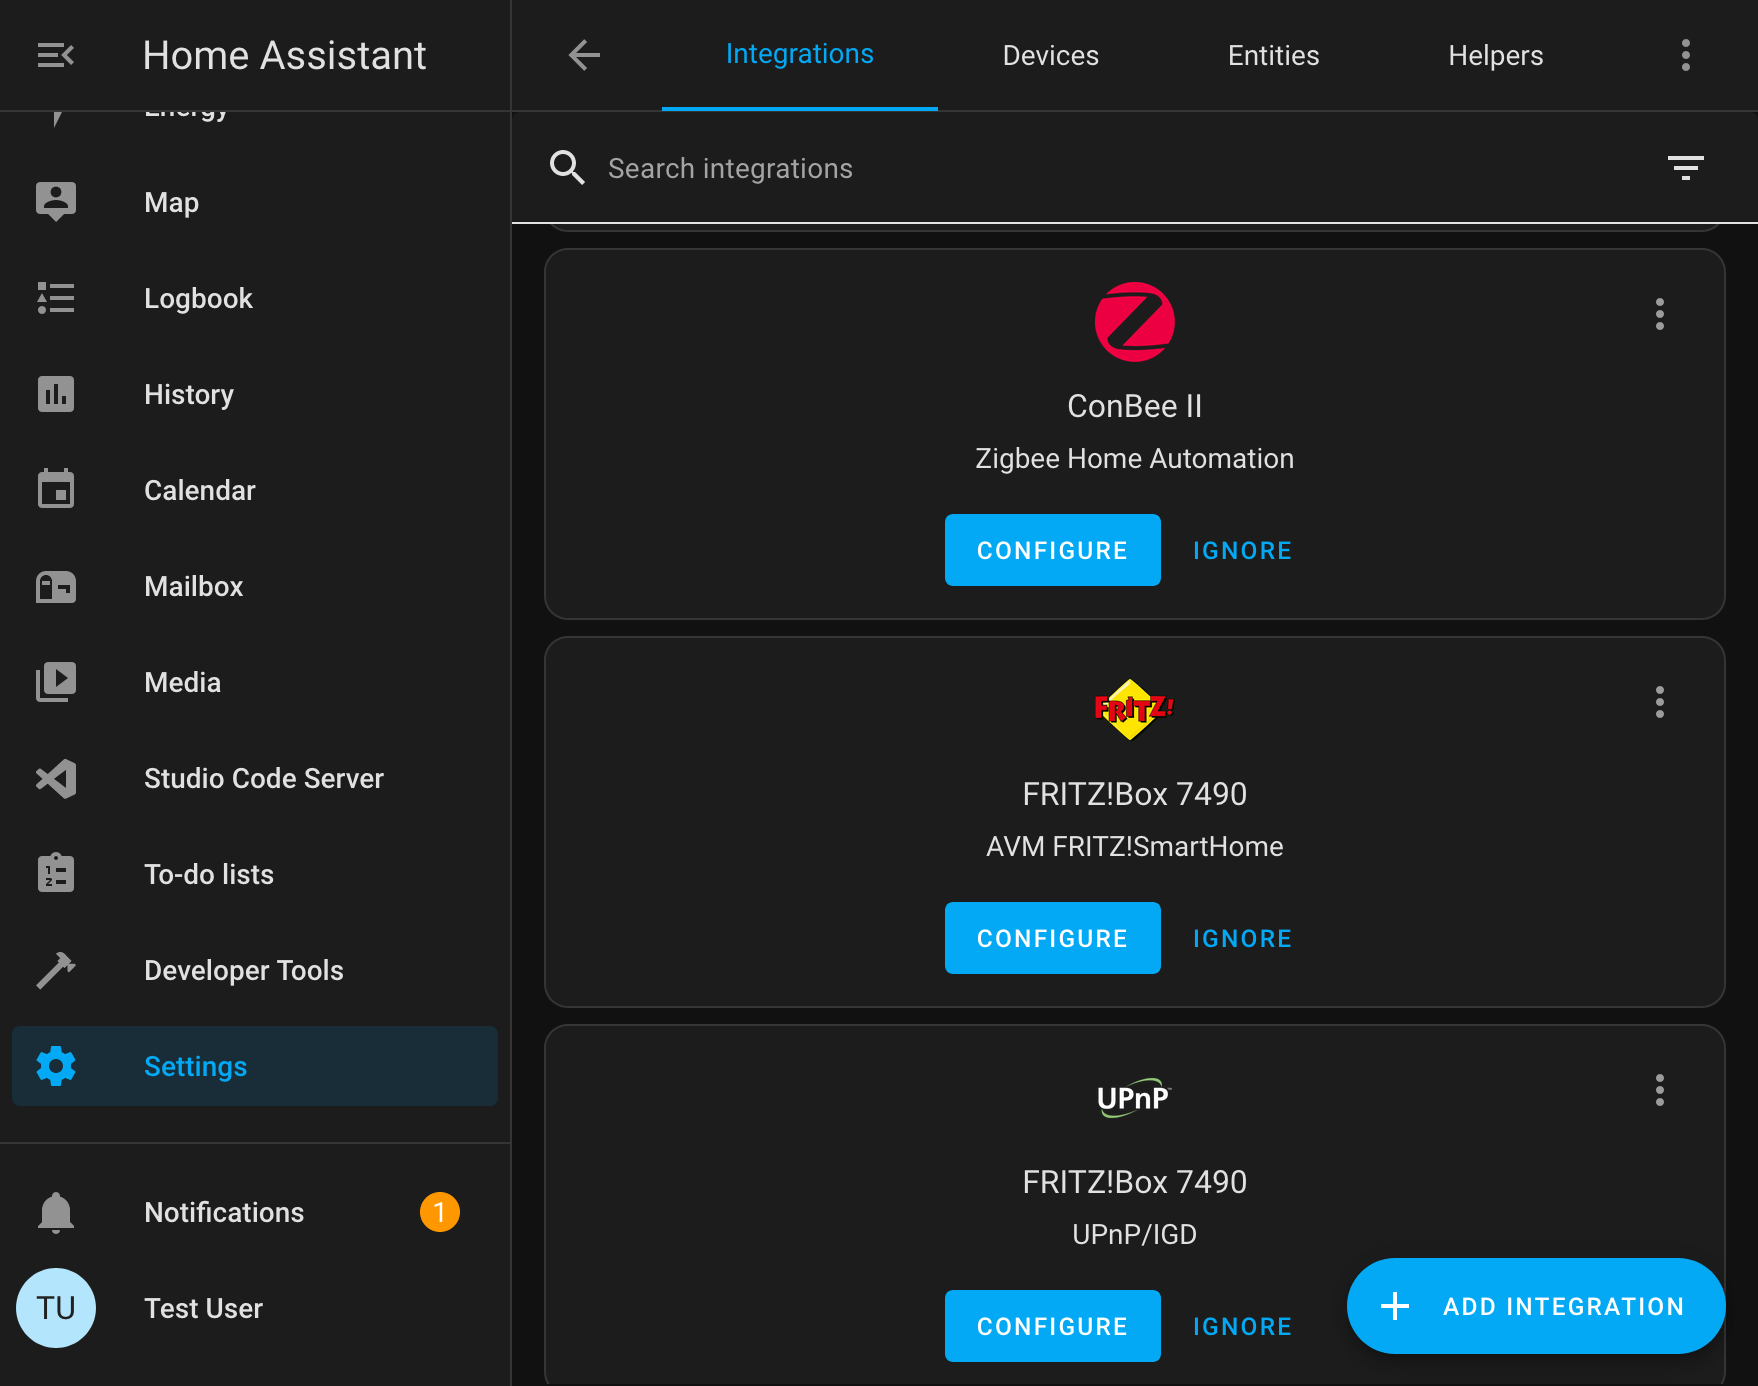 Home Assistant
Integrations
Devices
Entities
Helpers
Energy
Search integrations
Map
Logbook
History
Calendar
Mailbox
Media
Studio Code Server
To-do lists
Developer Tools
Settings
Notifications
1
TU
Test User
ConBee II
Zigbee Home Automation
CONFIGURE
IGNORE
FRITZ!
FRITZ!Box 7490
AVM FRITZ!SmartHome
CONFIGURE
IGNORE
UPnP
FRITZ!Box 7490
UPnP/IGD
CONFIGURE
IGNORE
ADD INTEGRATION